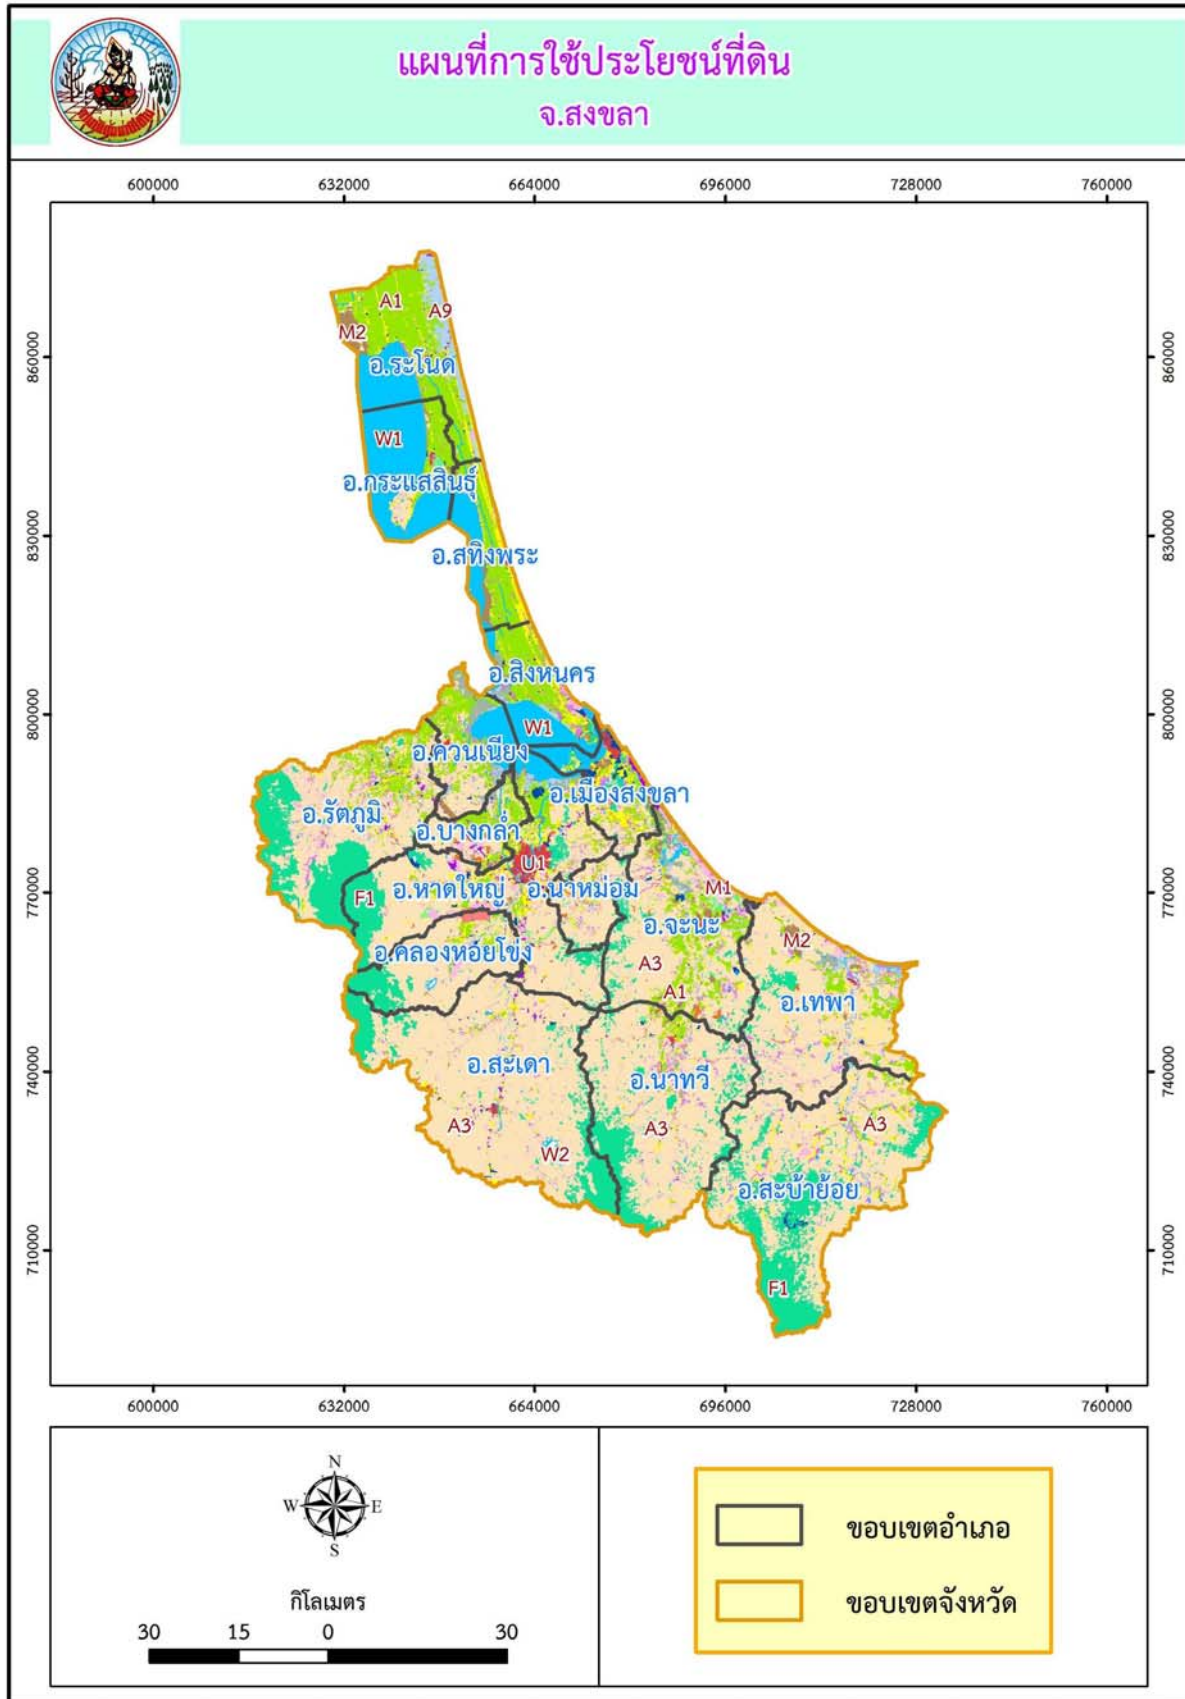 แผนที่การใช้ประโยชน์ที่ดิน
จ.สงขลา
600000 632000 664000 696000 728000 760000
860000 860000
830000 830000
800000 800000
770000 770000
740000 740000
710000 710000
A1
A9
M2
อ.ระโนด
W1
อ.กระแสสินธุ์
อ.สทิงพระ
อ.สิงหนคร
W1
อ.ควนเนียง
อ.เมืองสงขลา
อ.รัตภูมิ
อ.บางกล่ำ
U1
อ.หาดใหญ่ อ.นาหม่อม
M1
F1
อ.จะนะ
M2
อ.คลองหอยโข่ง
A3
A1
อ.เทพา
อ.สะเดา
อ.นาทวี
A3
A3
A3
W2
อ.สะบ้าย้อย
F1
600000 632000 664000 696000 728000 760000
N
W E
S
กิโลเมตร
30 15 0 30
ขอบเขตอำเภอ
ขอบเขตจังหวัด